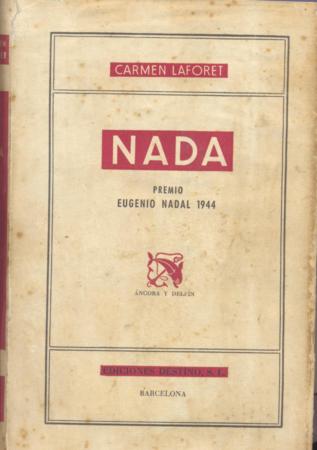 CARMEN LAFORET
NADA
PREMIO
EUGENIO NADAL 1944
ÁNCORA Y DELFÍN
EDICIONES DESTINO, S. L.
BARCELONA